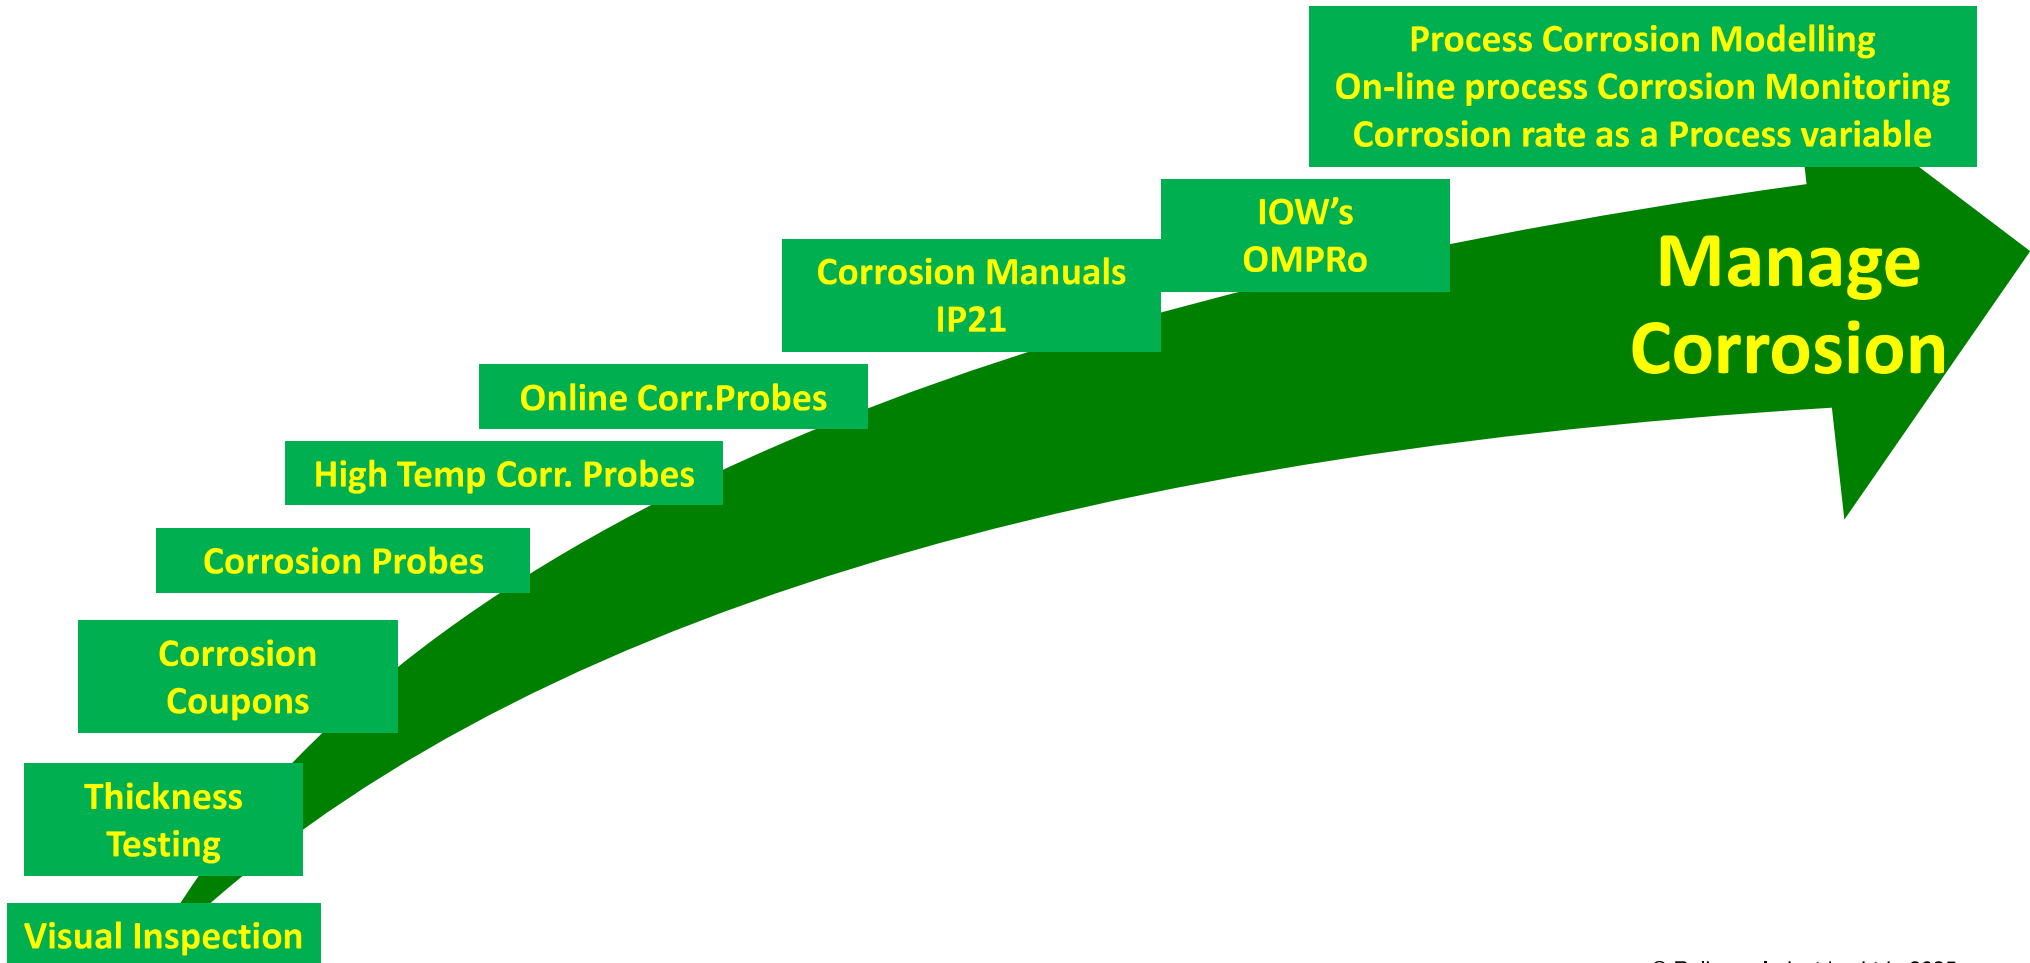 Process Corrosion Modelling
On-line process Corrosion Monitoring
Corrosion rate as a Process variable
IOW’s
OMPRo
Manage
Corrosion
Corrosion Manuals
IP21
Online Corr.Probes
High Temp Corr. Probes
Corrosion Probes
Corrosion
Coupons
Thickness
Testing
Visual Inspection